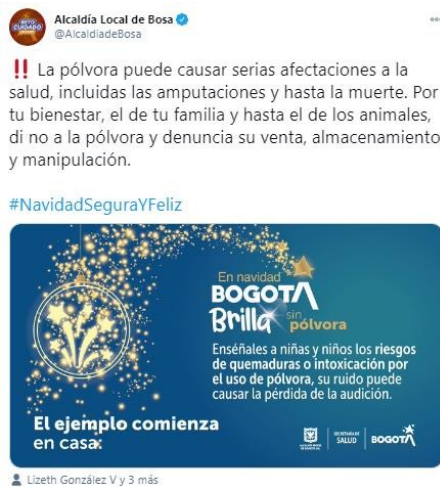 Alcaldía Local de Bosa
@AlcaldiadeBosa
‼ La pólvora puede causar serias afectaciones a la
salud, incluidas las amputaciones y hasta la muerte. Por
tu bienestar, el de tu familia y hasta el de los animales,
di no a la pólvora y denuncia su venta, almacenamiento
y manipulación.
#NavidadSeguraYFeliz
En navidad
BOGOTÁ
Brilla sin
pólvora
Enséñales a niñas y niños los riesgos
de quemaduras o intoxicación por
el uso de pólvora, su ruido puede
causar la pérdida de la audición.
El ejemplo comienza
en casa:
SALUD
BOGOTÁ
Lizeth González V y 3 más